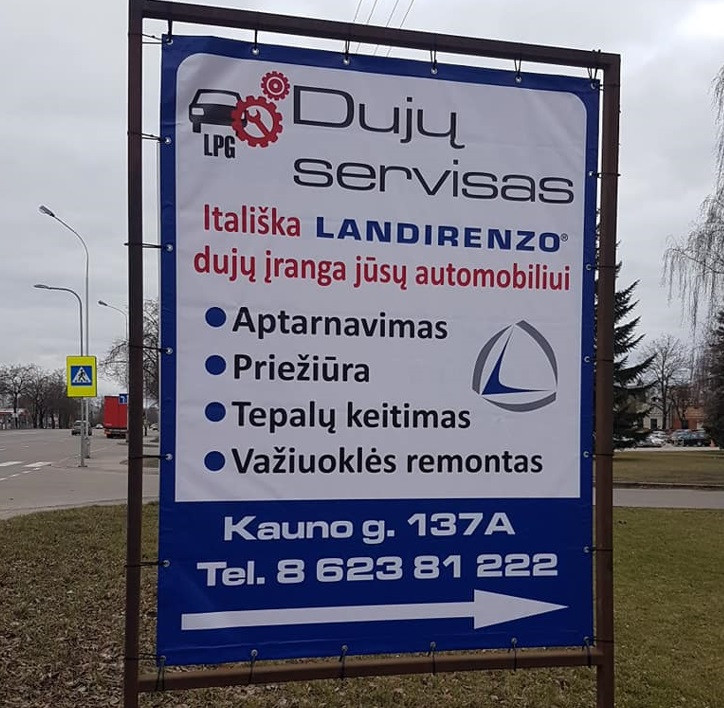 Dujų
LPG
servisas
Itališka LANDIRENZO®
dujų įranga jūsų automobiliui
Aptarnavimas
Priežiūra
Tepalų keitimas
Važiuoklės remontas
Kauno g. 137A
Tel. 8 623 81 222